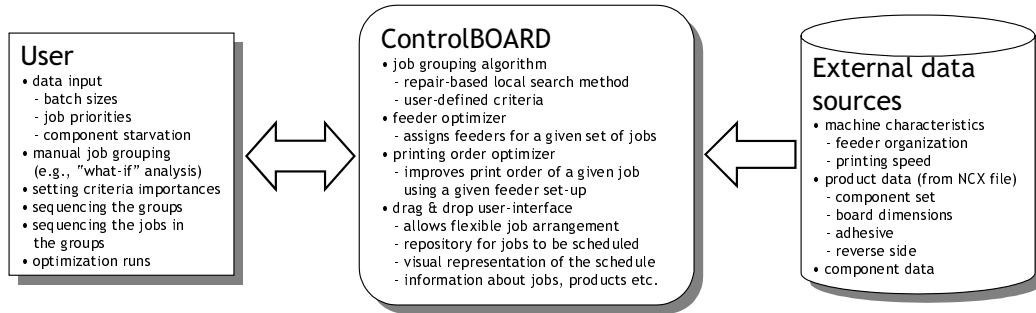 User
• data input
- batch sizes
- job priorities
- component starvation
• manual job grouping
(e.g., "what-if" analysis)
• setting criteria importances
• sequencing the groups
• sequencing the jobs in
the groups
• optimization runs
ControlBOARD
• job grouping algorithm
- repair-based local search method
- user-defined criteria
• feeder optimizer
- assigns feeders for a given set of jobs
• printing order optimizer
- improves print order of a given job
using a given feeder set-up
• drag & drop user-interface
- allows flexible job arrangement
- repository for jobs to be scheduled
- visual representation of the schedule
- information about jobs, products etc.
External data
sources
• machine characteristics
- feeder organization
- printing speed
• product data (from NCX file)
- component set
- board dimensions
- adhesive
- reverse side
• component data